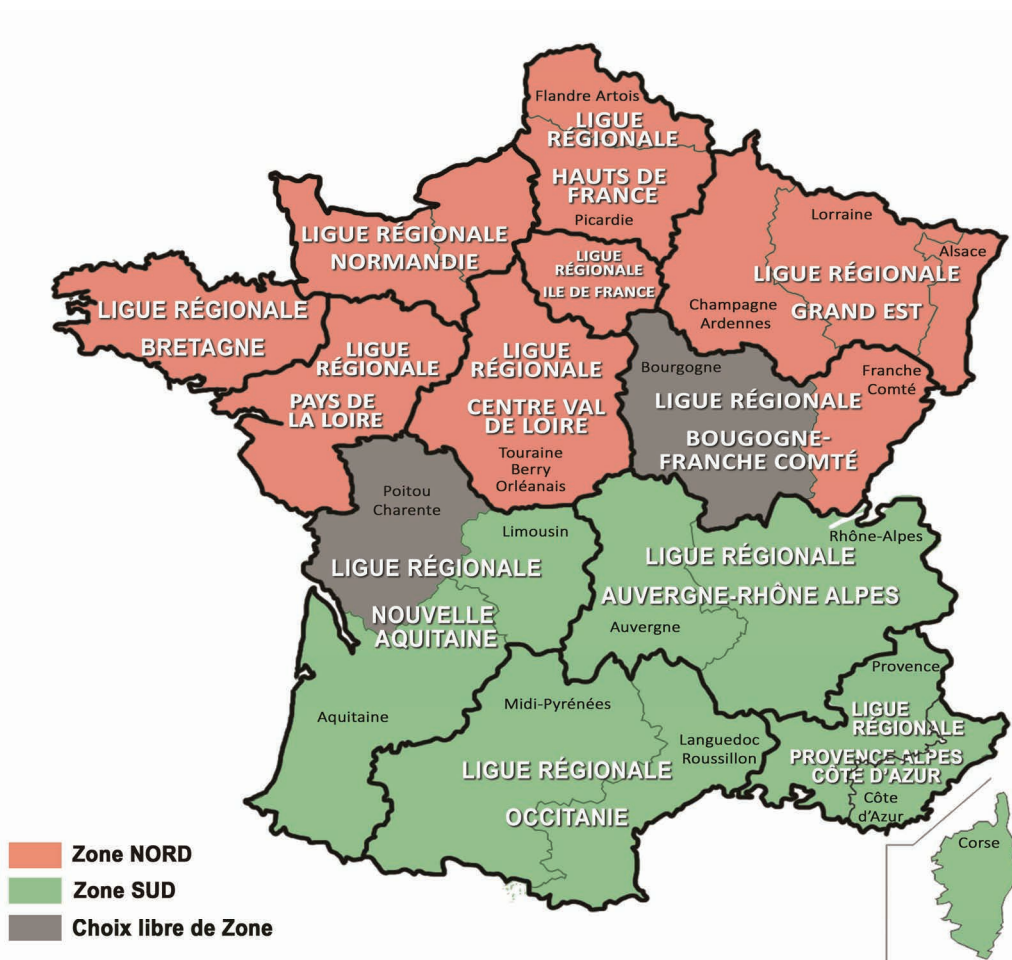 Flandre Artois
LIGUE
RÉGIONALE
HAUTS DE
FRANCE
Picardie
LIGUE RÉGIONALE
NORMANDIE
LIGUE
RÉGIONALE
ILE DE FRANCE
Lorraine
Alsace
LIGUE RÉGIONALE
GRAND EST
Champagne
Ardennes
LIGUE RÉGIONALE
BRETAGNE
LIGUE
RÉGIONALE
PAYS DE
LA LOIRE
LIGUE
RÉGIONALE
CENTRE VAL
DE LOIRE
Touraine
Berry
Orléanais
Bourgogne
Franche
Comté
LIGUE RÉGIONALE
BOUGOGNE-
FRANCHE COMTÉ
Poitou
Charente
Limousin
LIGUE RÉGIONALE
NOUVELLE
AQUITAINE
Aquitaine
Rhône-Alpes
LIGUE RÉGIONALE
AUVERGNE-RHÔNE ALPES
Auvergne
Midi-Pyrénées
Languedoc
Roussillon
LIGUE RÉGIONALE
OCCITANIE
Provence
LIGUE
RÉGIONALE
PROVENCE ALPES
CÔTE D'AZUR
Côte
d'Azur
Corse
Zone NORD
Zone SUD
Choix libre de Zone